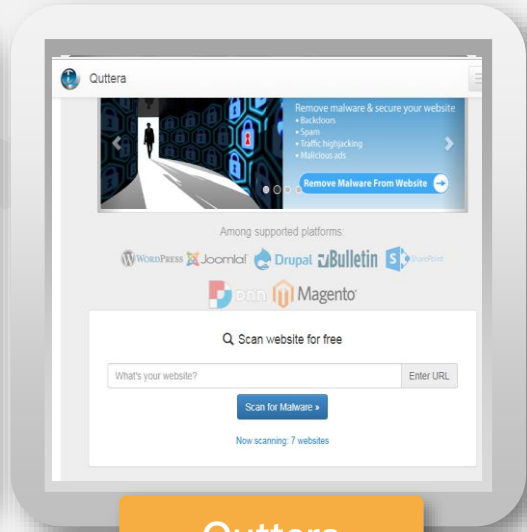 Quttera
Remove malware & secure your website
• Backdoors
• Spam
• Traffic highjacking
• Malicious ads
Remove Malware From Website
Among supported platforms:
WORDPRESS Joomla! Drupal vBulletin S SharePoint
dnn Magento
Scan website for free
What's your website? Enter URL
Scan for Malware »
Now scanning: 7 websites
Quttera